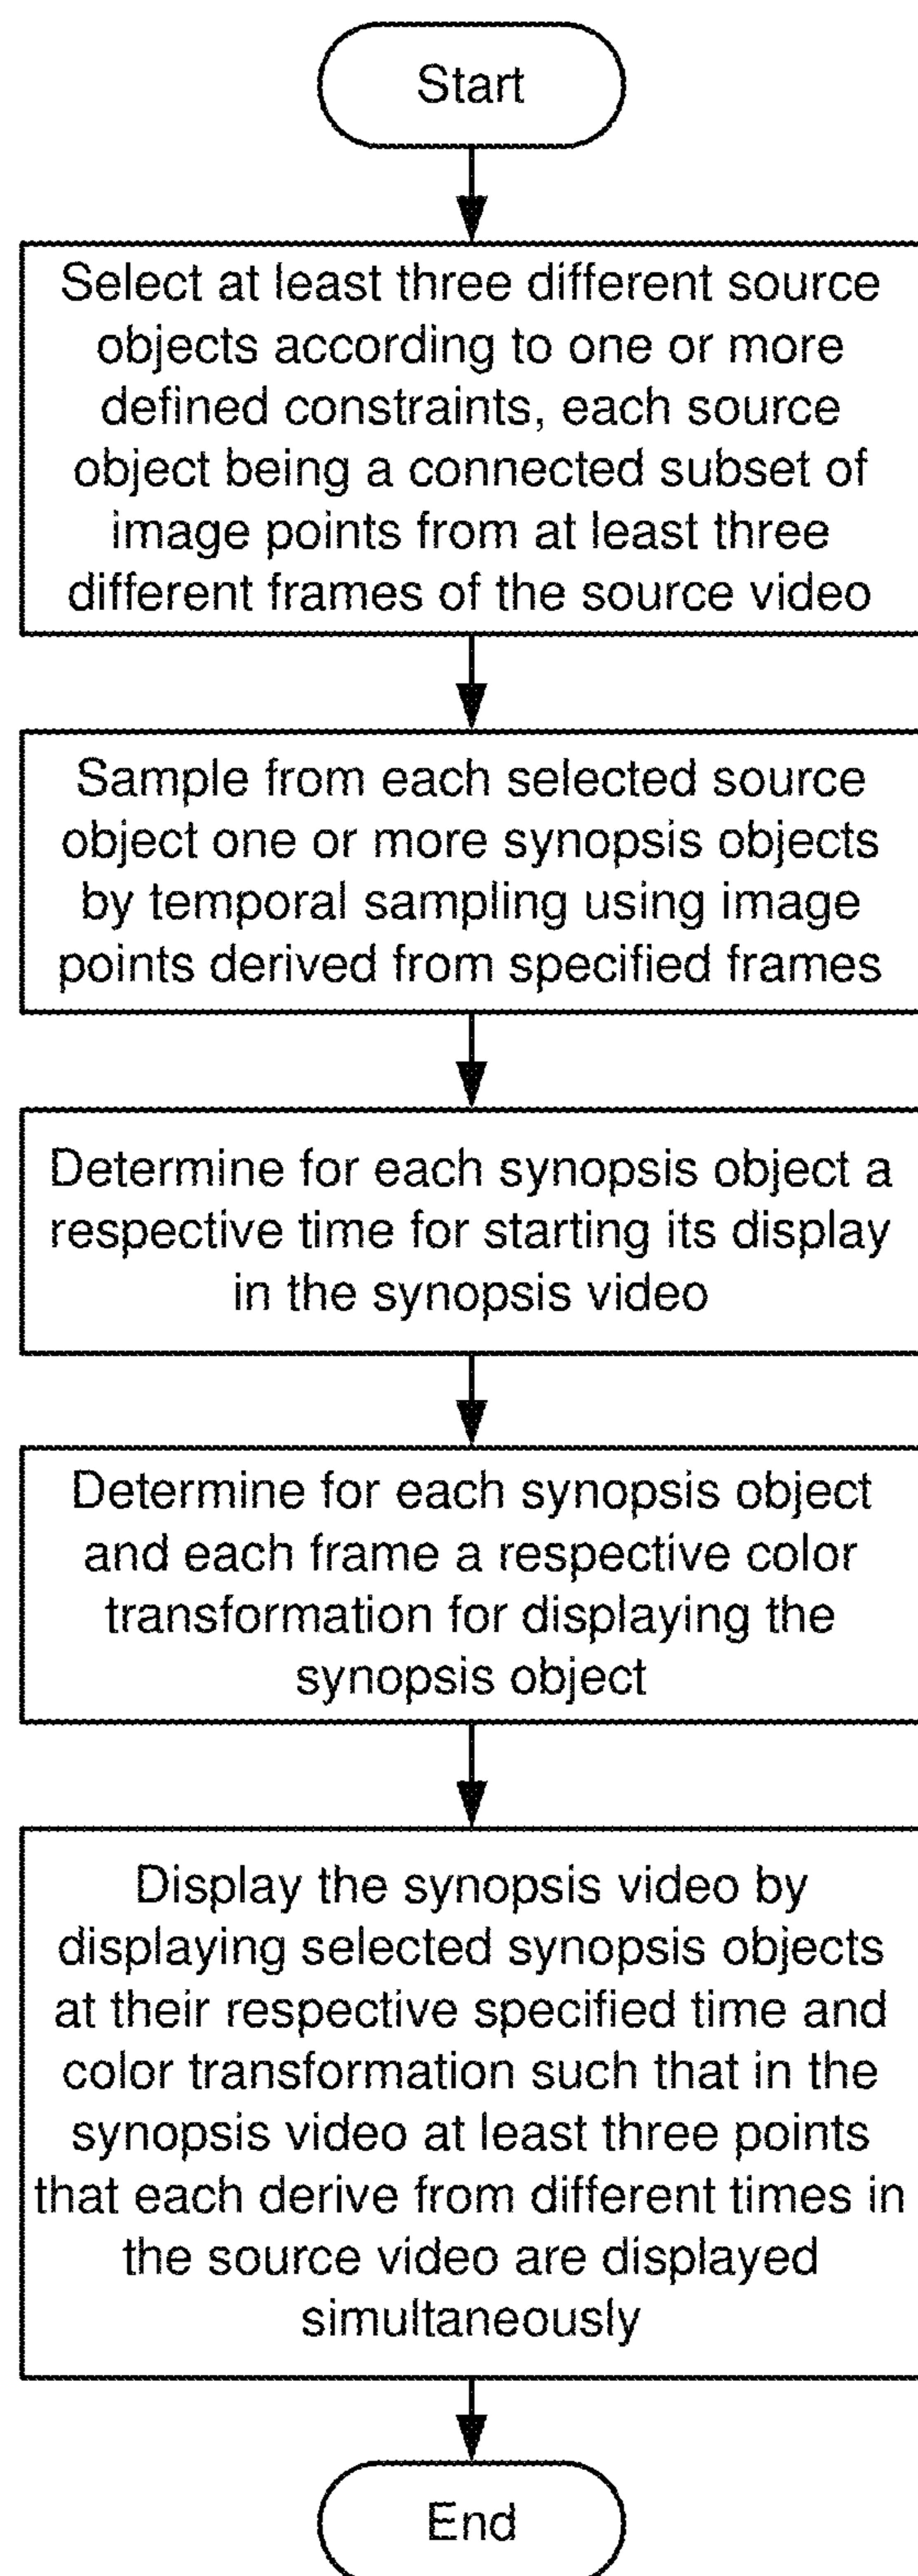 Start
Select at least three different source
objects according to one or more
defined constraints, each source
object being a connected subset of
image points from at least three
different frames of the source video
Sample from each selected source
object one or more synopsis objects
by temporal sampling using image
points derived from specified frames
Determine for each synopsis object a
respective time for starting its display
in the synopsis video
Determine for each synopsis object
and each frame a respective color
transformation for displaying the
synopsis object
Display the synopsis video by
displaying selected synopsis objects
at their respective specified time and
color transformation such that in the
synopsis video at least three points
that each derive from different times in
the source video are displayed
simultaneously
End